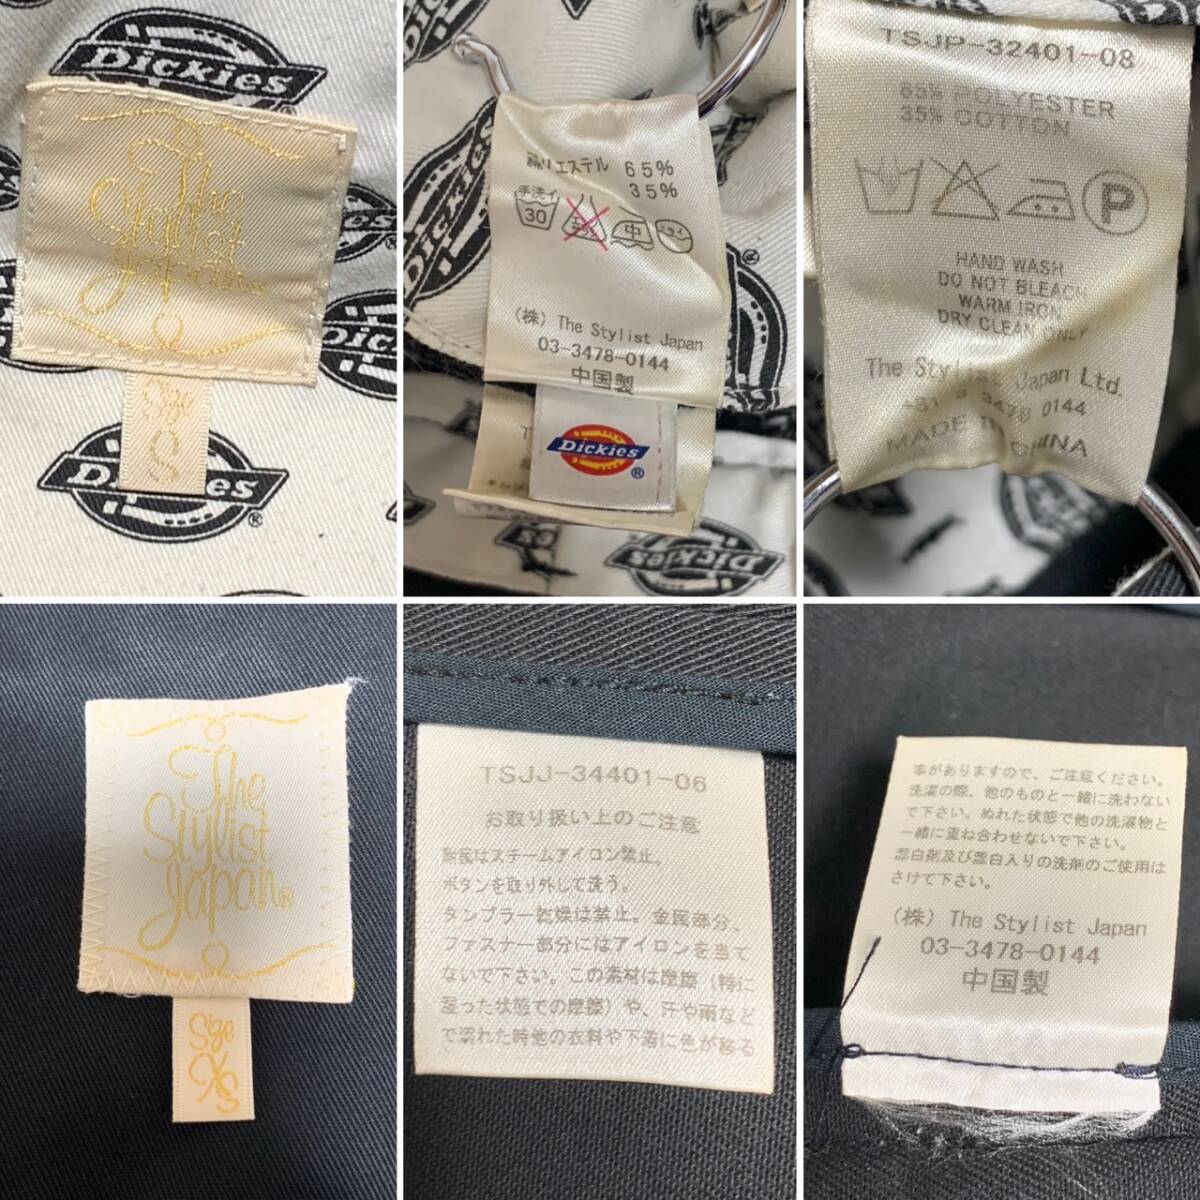 Dickies
The
Stylist
Japan
Size
Dickies
ポリエステル 65%
35%
手洗イ
30
中
(株) The Stylist Japan
03-3478-0144
中国製
Dickies
Dickies
TSJP-32401-08
65% POLYESTER
35% COTTON
P
HAND WASH
DO NOT BLEACH
WARM IRON
DRY CLEAN ONLY
The Stylist Japan Ltd.
-81 3 3478 0144
MADE IN CHINA
The
Stylist
Japan
Size
XS
TSJJ-34401-06
お取り扱い上のご注意
スチームアイロン禁止。
ボタンを取り外して洗う。
タンブラー乾燥は禁止。金属部分、
ファスナー部分にはアイロンを当て
ないで下さい。この素材は摩擦(特に
湿った状態での摩擦)や、汗や雨など
で濡れた時他の衣料や下着に色が移る
事がありますので、ご注意ください。
洗濯の際、他のものと一緒に洗わない
で下さい。ぬれた状態で他の洗濯物と
一緒に重ね合わせないで下さい。
蛍白剤及び蛍白入りの洗剤のご使用は
さけて下さい。
(株) The Stylist Japan
03-3478-0144
中国製